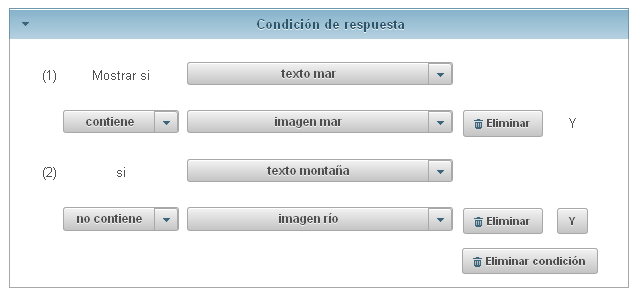 Condición de respuesta
(1) Mostrar si texto mar
contiene imagen mar Eliminar Y
(2) si texto montaña
no contiene imagen río Eliminar Y
Eliminar condición